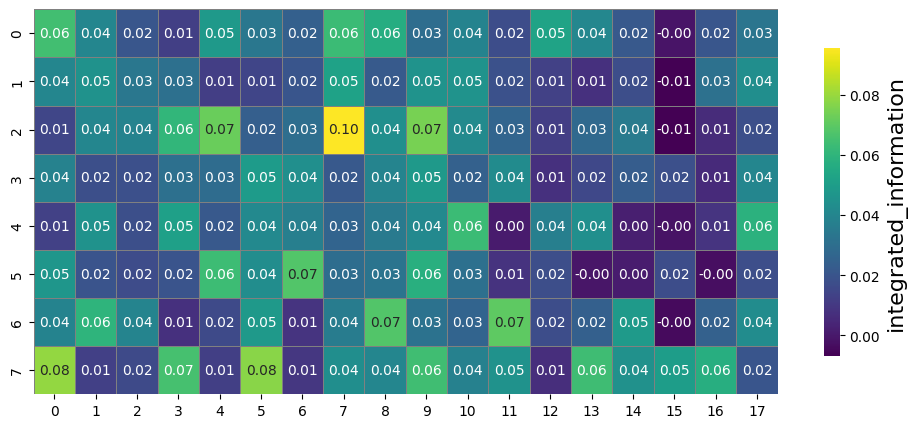 0 0.06 0.04 0.02 0.01 0.05 0.03 0.02 0.06 0.06 0.03 0.04 0.02 0.05 0.04 0.02 -0.00 0.02 0.03
1 0.04 0.05 0.03 0.03 0.01 0.01 0.02 0.05 0.02 0.05 0.05 0.02 0.01 0.01 0.02 -0.01 0.03 0.04
2 0.01 0.04 0.04 0.06 0.07 0.02 0.03 0.10 0.04 0.07 0.04 0.03 0.01 0.03 0.04 -0.01 0.01 0.02
3 0.04 0.02 0.02 0.03 0.03 0.05 0.04 0.02 0.04 0.05 0.02 0.04 0.01 0.02 0.02 0.02 0.01 0.04
4 0.01 0.05 0.02 0.05 0.02 0.04 0.04 0.03 0.04 0.04 0.06 0.00 0.04 0.04 0.00 -0.00 0.01 0.06
5 0.05 0.02 0.02 0.02 0.06 0.04 0.07 0.03 0.03 0.06 0.03 0.01 0.02 -0.00 0.00 0.02 -0.00 0.02
6 0.04 0.06 0.04 0.01 0.02 0.05 0.01 0.04 0.07 0.03 0.03 0.07 0.02 0.02 0.05 -0.00 0.02 0.04
7 0.08 0.01 0.02 0.07 0.01 0.08 0.01 0.04 0.04 0.06 0.04 0.05 0.01 0.06 0.04 0.05 0.06 0.02
0 1 2 3 4 5 6 7 8 9 10 11 12 13 14 15 16 17
0.08
0.06
0.04
0.02
0.00
integrated_information